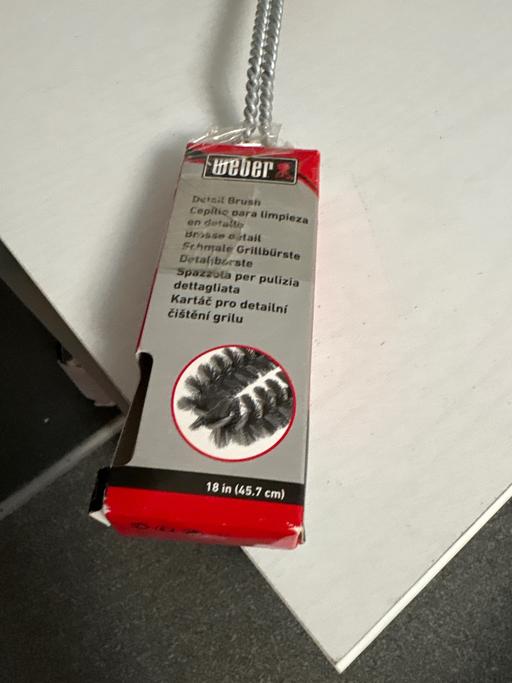 weber
Detail Brush
Cepillo para limpieza
en detalle
Brosse détail
Schmale Grillbürste
Detailborste
Spazzola per pulizia
dettagliata
Kartáč pro detailní
čištění grilu
18 in (45.7 cm)